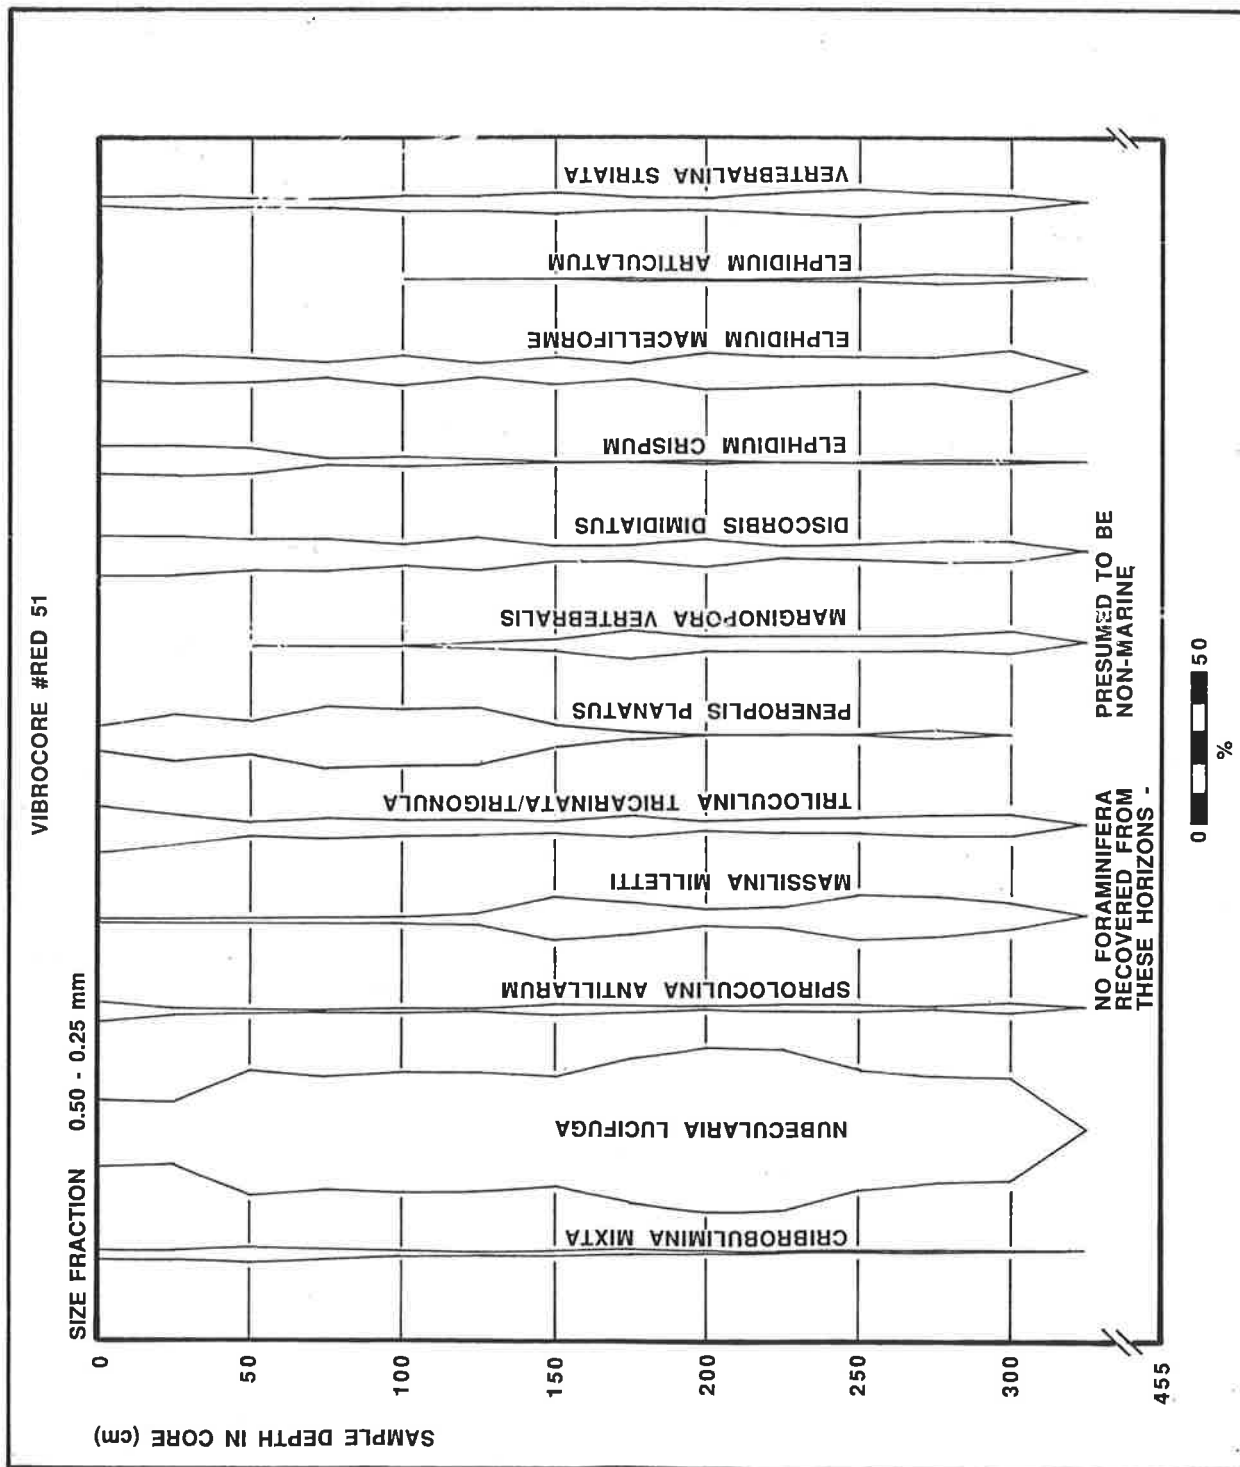 VIBROCORE #RED 51
SIZE FRACTION 0.50 - 0.25 mm
SAMPLE DEPTH IN CORE (cm)
0
50
100
150
200
250
300
455
CRIBROBULIMINA MIXTA
NUBECULARIA LUCIFUGA
SPIROLOCULINA ANTILLARUM
MASSILINA MILLETTI
TRILOCULINA TRICARINATA/TRIGONULA
PENEROPLIS PLANATUS
MARGINOPORA VERTEBRALIS
DISCORBIS DIMIDIATUS
ELPHIDIUM CRISPUM
ELPHIDIUM MACELLIFORME
ELPHIDIUM ARTICULATUM
VERTEBRALINA STRIATA
NO FORAMINIFERA
RECOVERED FROM
THESE HORIZONS -
PRESUMED TO BE
NON-MARINE
0 50
%